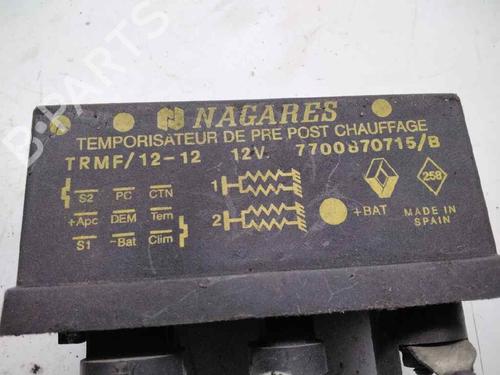 NAGARES
TEMPORISATEUR DE PRE POST CHAUFFAGE
TRMF/12-12 12V. 7700870715/B
S2 PC CTN
+Apc DEM Tem
S1 -Bat Clim
1
2
+BAT
258
MADE IN
SPAIN
B-PARTS